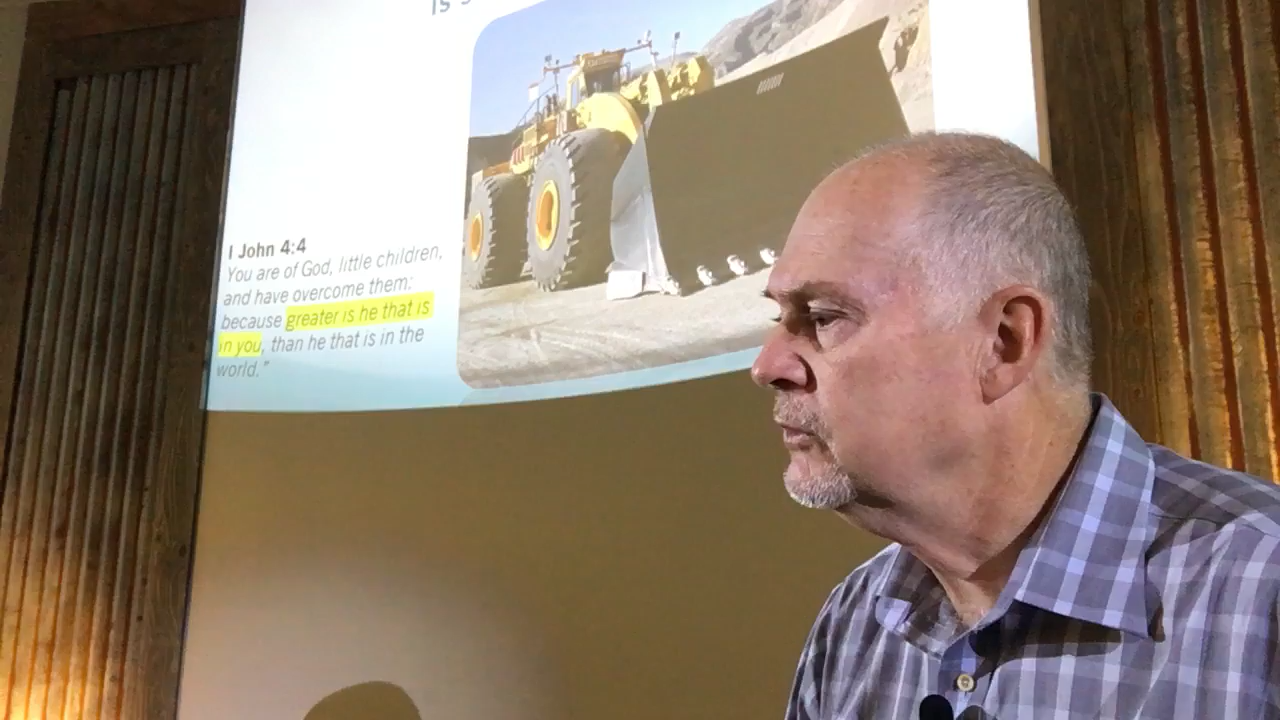 is
I John 4:4
You are of God, little children,
and have overcome them:
because greater is he that is
in you, than he that is in the
world."